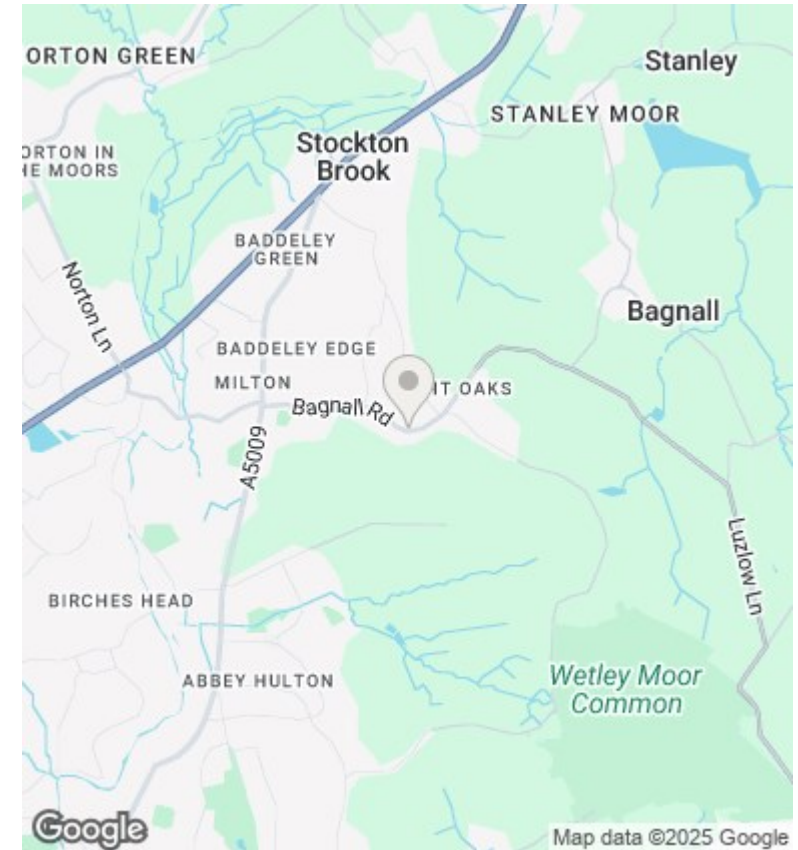 ORTON GREEN
Stanley
STANLEY MOOR
Stockton
Brook
ORTON IN
HE MOORS
BADDELEY
GREEN
Norton Ln
Bagnall
BADDELEY EDGE
MILTON
IT OAKS
Bagnall Rd
A5009
Luzlow Ln
BIRCHES HEAD
ABBEY HULTON
Wetley Moor
Common
Google
Map data ©2025 Google